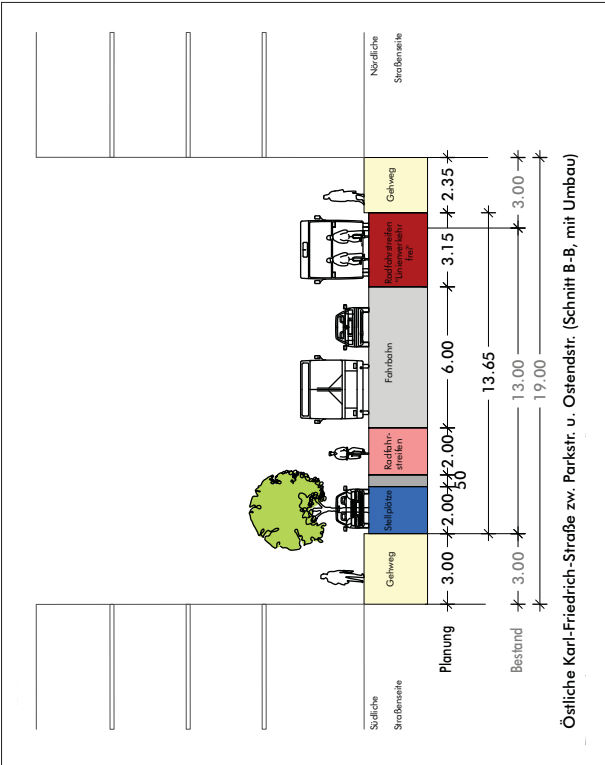 Südliche
Straßenseite
Nördliche
Straßenseite
Gehweg
Stellplätze
Radfahr-
streifen
Fahrbahn
Radfahrstreifen
"Linienverkehr
frei"
Gehweg
Planung
3.00
2.00
50
2.00
6.00
3.15
2.35
13.65
Bestand
3.00
13.00
3.00
19.00
Östliche Karl-Friedrich-Straße zw. Parkstr. u. Ostendstr. (Schnitt B-B, mit Umbau)